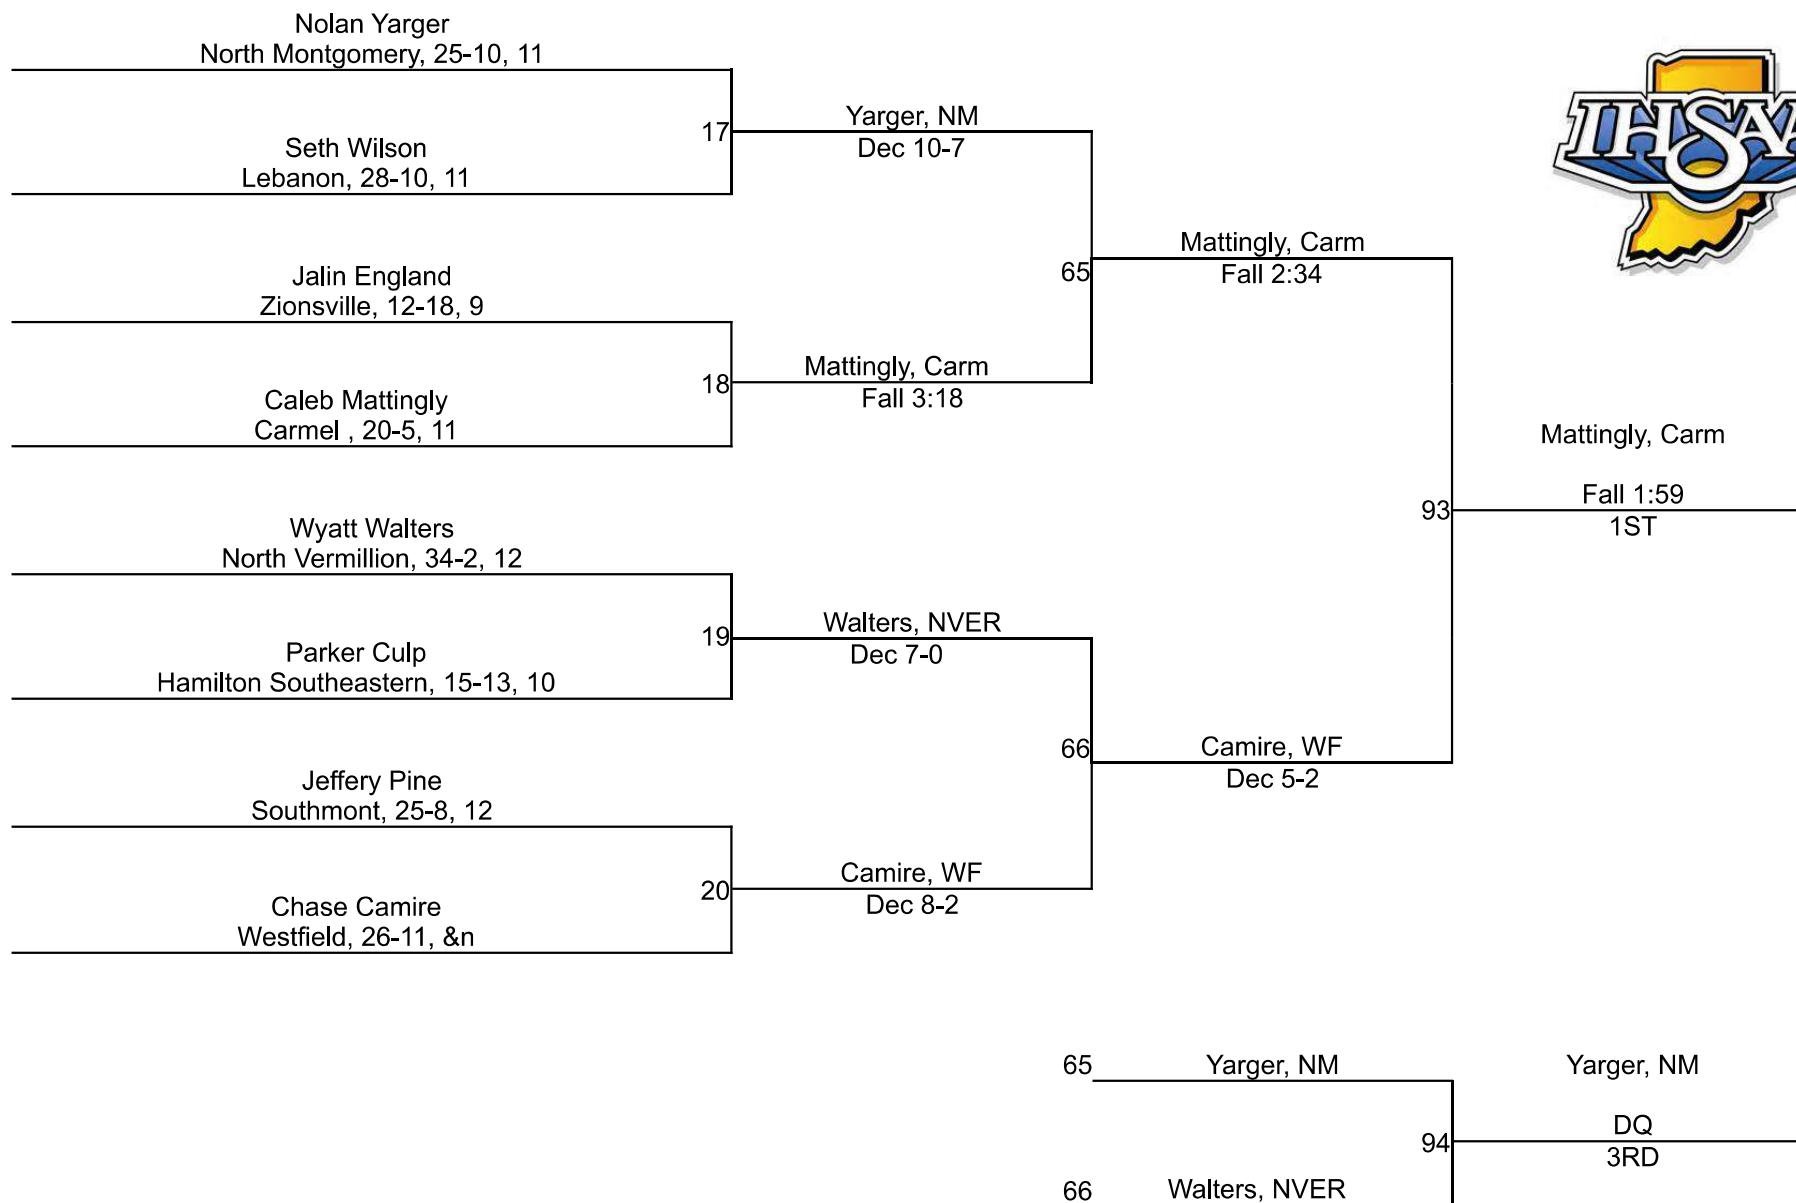 Nolan Yarger
North Montgomery, 25-10, 11
17
Yarger, NM
Dec 10-7
Seth Wilson
Lebanon, 28-10, 11
IHSAA
65
Mattingly, Carm
Fall 2:34
Jalin England
Zionsville, 12-18, 9
18
Mattingly, Carm
Fall 3:18
Caleb Mattingly
Carmel , 20-5, 11
93
Mattingly, Carm
Fall 1:59
1ST
Wyatt Walters
North Vermillion, 34-2, 12
19
Walters, NVER
Dec 7-0
Parker Culp
Hamilton Southeastern, 15-13, 10
66
Camire, WF
Dec 5-2
Jeffery Pine
Southmont, 25-8, 12
20
Camire, WF
Dec 8-2
Chase Camire
Westfield, 26-11, &n
65
Yarger, NM
94
Yarger, NM
DQ
3RD
66
Walters, NVER